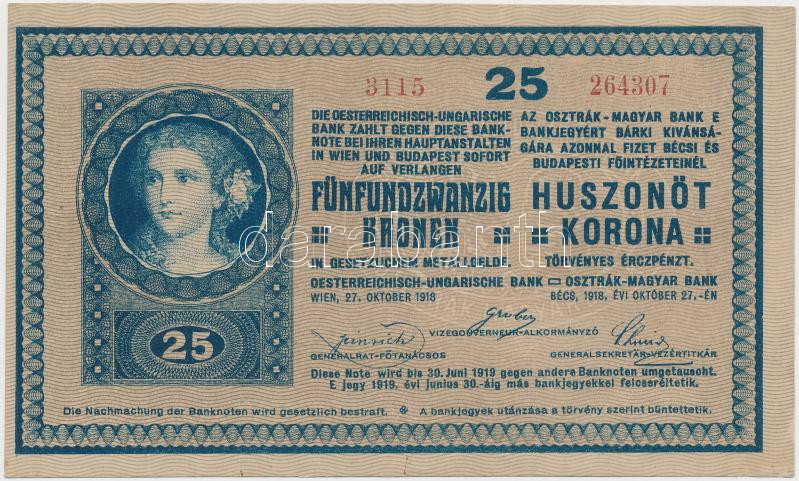 3115 25 264307
DIE OESTERREICHISCH-UNGARISCHE
BANK ZAHLT GEGEN DIESE BANK-
NOTE BEI IHREN HAUPTANSTALTEN
IN WIEN UND BUDAPEST SOFORT
AUF VERLANGEN
FÜNFUNDZWANZIG
KRONEN
IN GESETZLICHEM METALLGELDE.
OESTERREICHISCH-UNGARISCHE BANK
WIEN, 27. OKTOBER 1918
AZ OSZTRÁK-MAGYAR BANK E
BANKJEGYÉRT BÁRKI KIVÁNSÁ-
GÁRA AZONNAL FIZET BÉCSI ÉS
BUDAPESTI FŐINTÉZETEINÉL
HUSZONÖT
KORONA
TÖRVÉNYES ÉRCZPÉNZT.
OSZTRÁK-MAGYAR BANK
BÉCS, 1918. ÉVI OKTÓBER 27.-ÉN
darabanth
Gruber
VIZEGOUVERNEUR-ALKORMÁNYZÓ
GENERALRAT-FŐTANÁCSOS
GENERALSEKRETÄR-VEZÉRTITKÁR
25
Diese Note wird bis 30. Juni 1919 gegen andere Banknoten umgetauscht.
E jegy 1919. évi junius 30.-áig más bankjegyekkel felcseréltetik.
Die Nachmachung der Banknoten wird gesetzlich bestraft. A bankjegyek utánzása a törvény szerint büntettetik.